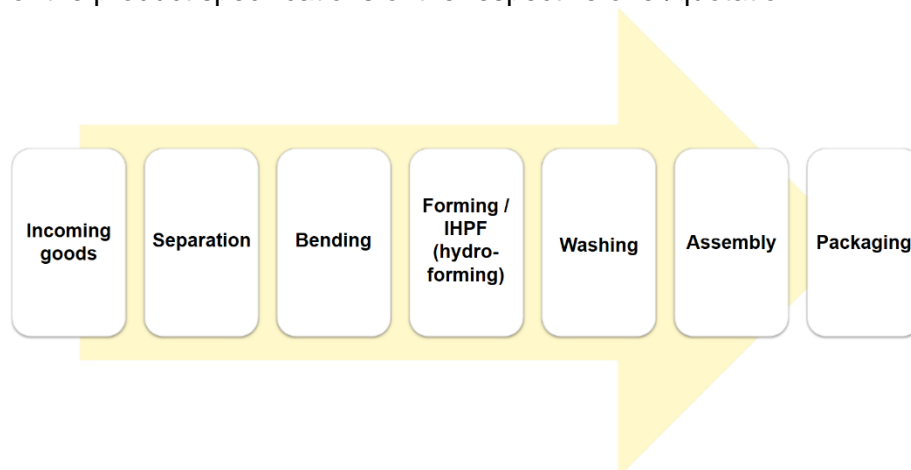 Incoming
goods
Separation
Bending
Forming /
IHPF
(hydro-
forming)
Washing
Assembly
Packaging